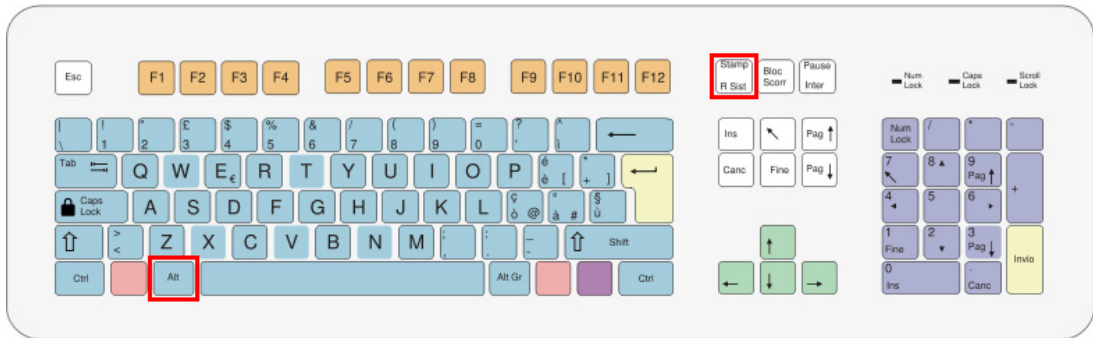 Esc F1 F2 F3 F4 F5 F6 F7 F8 F9 F10 F11 F12 Stamp R Sist Bloc Scorr Pause Inter Num Lock Caps Lock Scroll Lock
| \ ! 1 " 2 £ 3 $ 4 % 5 & 6 / 7 ( 8 ) 9 = 0 ? ' ^ ì ← Ins ↖ Pag ↑ Num Lock / * -
Tab Q W E € R T Y U I O P é è [ * + ] Canc Fine Pag ↓ 7 ↖ 8 ▲ 9 Pag ↑ +
Caps Lock A S D F G H J K L ç ò @ ° à # § ù 4 ◄ 5 6 ►
⇧ > < Z X C V B N M ; , : . _ - ⇧ Shift ↑ 1 Fine 2 ▼ 3 Pag ↓ Invio
Ctrl Alt Alt Gr Ctrl ← ↓ → 0 Ins . Canc